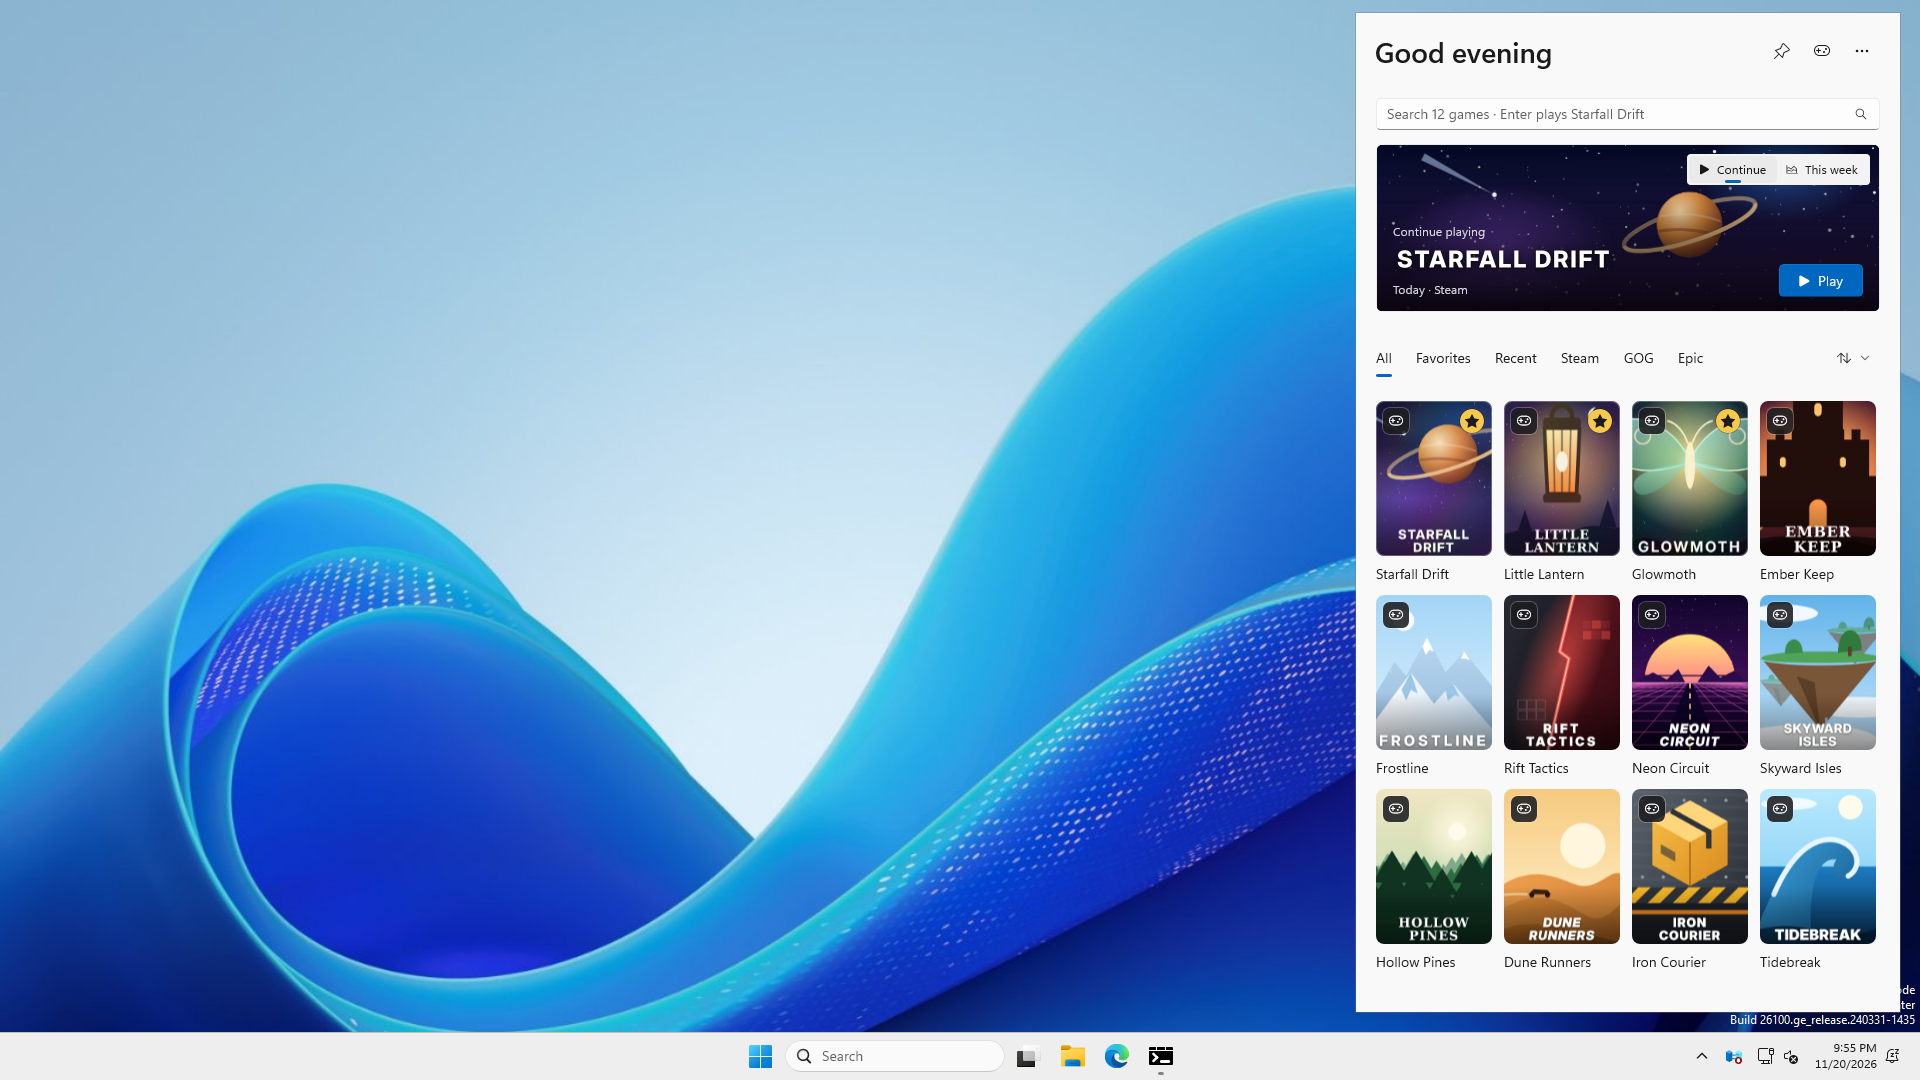 Good evening
Search 12 games · Enter plays Starfall Drift
Continue
This week
Continue playing
STARFALL DRIFT
Today · Steam
Play
All
Favorites
Recent
Steam
GOG
Epic
STARFALL
DRIFT
LITTLE
LANTERN
GLOWMOTH
EMBER
KEEP
Starfall Drift
Little Lantern
Glowmoth
Ember Keep
FROSTLINE
RIFT
TACTICS
NEON
CIRCUIT
SKYWARD
ISLES
Frostline
Rift Tactics
Neon Circuit
Skyward Isles
HOLLOW
PINES
DUNE
RUNNERS
IRON
COURIER
TIDEBREAK
Hollow Pines
Dune Runners
Iron Courier
Tidebreak
Build 26100.ge_release.240331-1435
Search
9:55 PM
11/20/2026